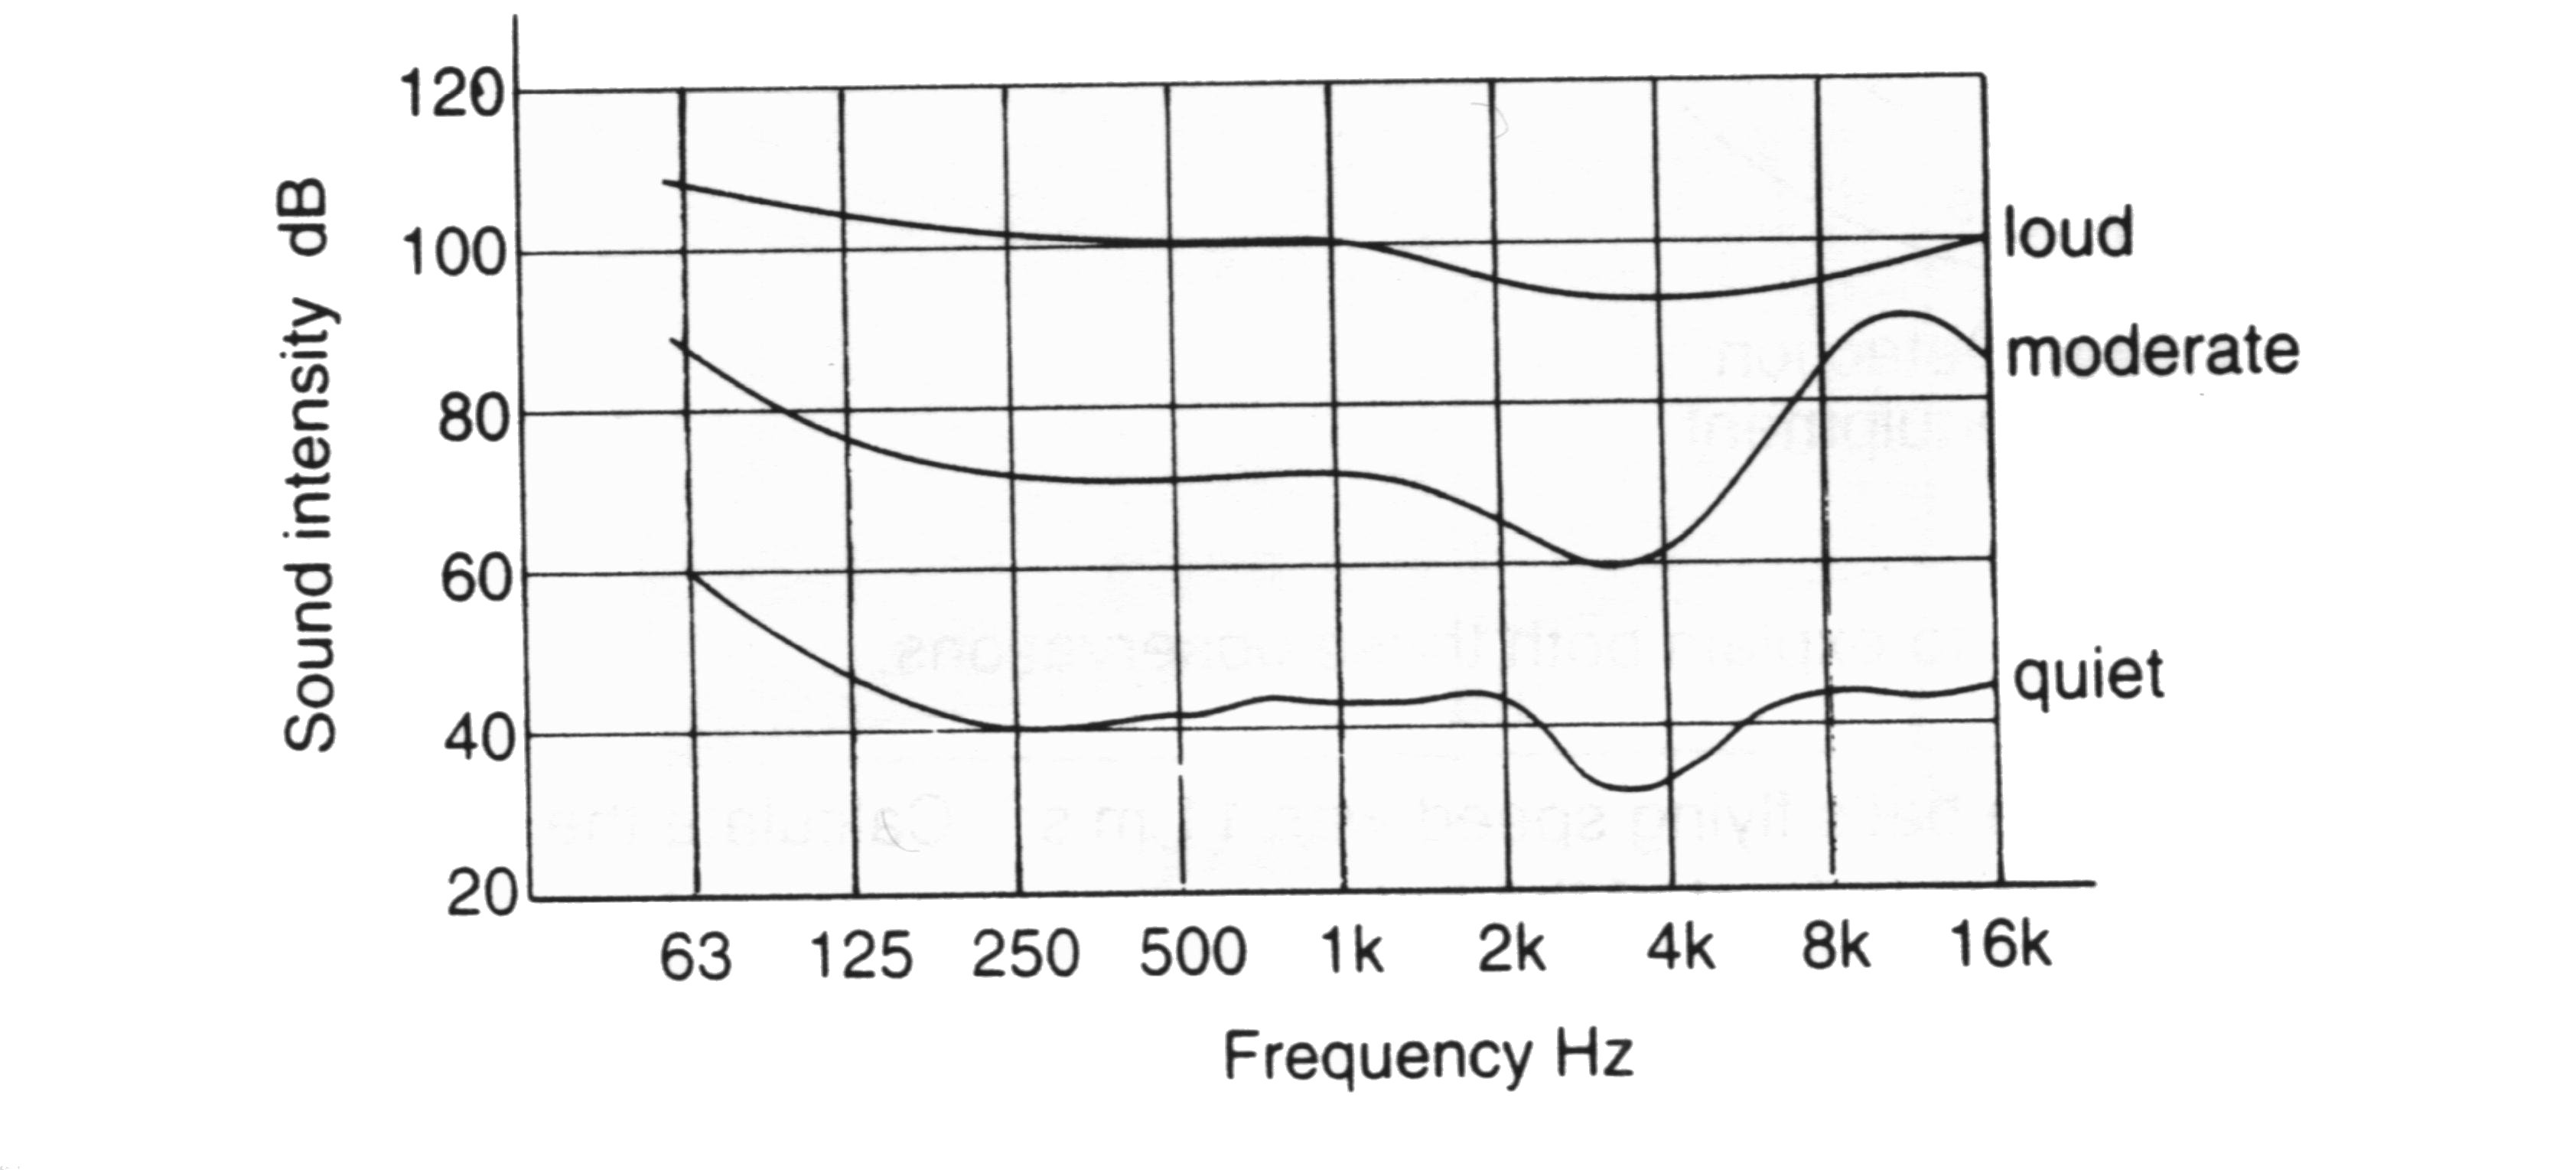 120
100
80
60
40
20
Sound intensity dB
loud
moderate
quiet
63 125 250 500 1k 2k 4k 8k 16k
Frequency Hz